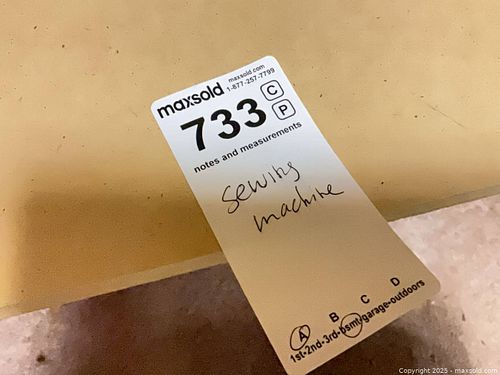 maxsold maxsold.com
1-877-257-7799
733 C
P
notes and measurements
sewing
machine
A B C D
1st-2nd-3rd-bsmt-garage-outdoors
Copyright 2025 - maxsold.com